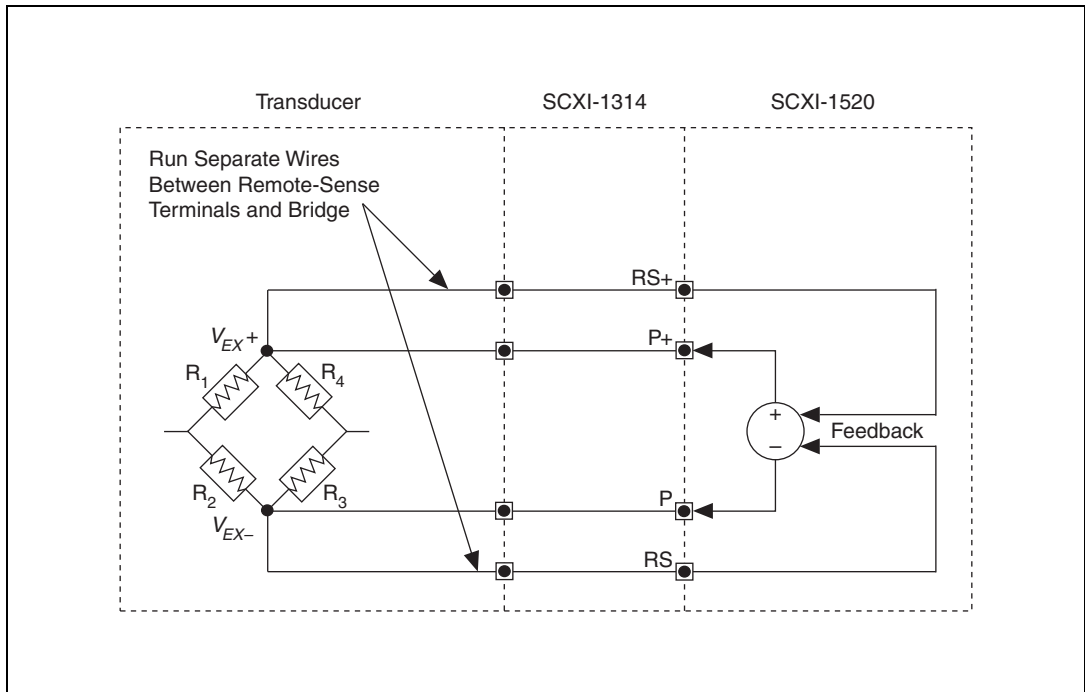 Transducer
SCXI-1314
SCXI-1520
Run Separate Wires
Between Remote-Sense
Terminals and Bridge
RS+
VEX+
P+
R1
R4
+
–
Feedback
R2
R3
P
VEX–
RS